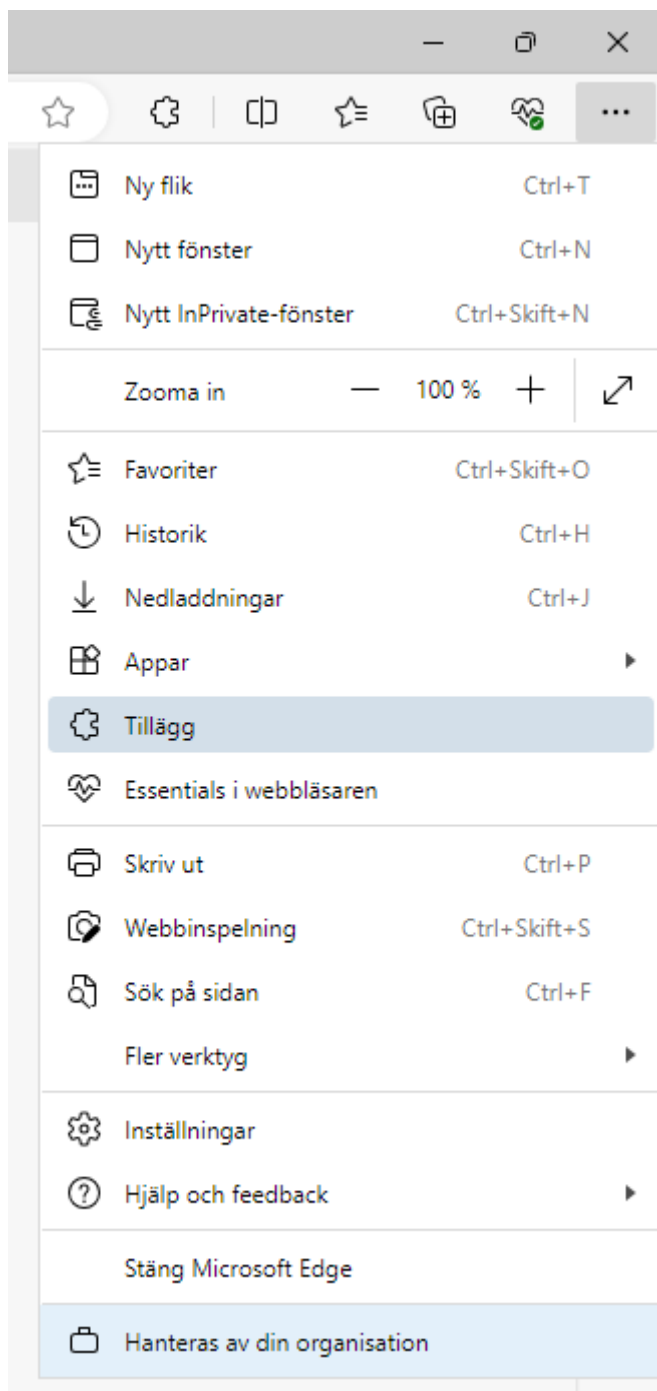 Ny flik Ctrl+T
Nytt fönster Ctrl+N
Nytt InPrivate-fönster Ctrl+Skift+N
Zooma in — 100 % +
Favoriter Ctrl+Skift+O
Historik Ctrl+H
Nedladdningar Ctrl+J
Appar
Tillägg
Essentials i webbläsaren
Skriv ut Ctrl+P
Webbinspelning Ctrl+Skift+S
Sök på sidan Ctrl+F
Fler verktyg
Inställningar
Hjälp och feedback
Stäng Microsoft Edge
Hanteras av din organisation